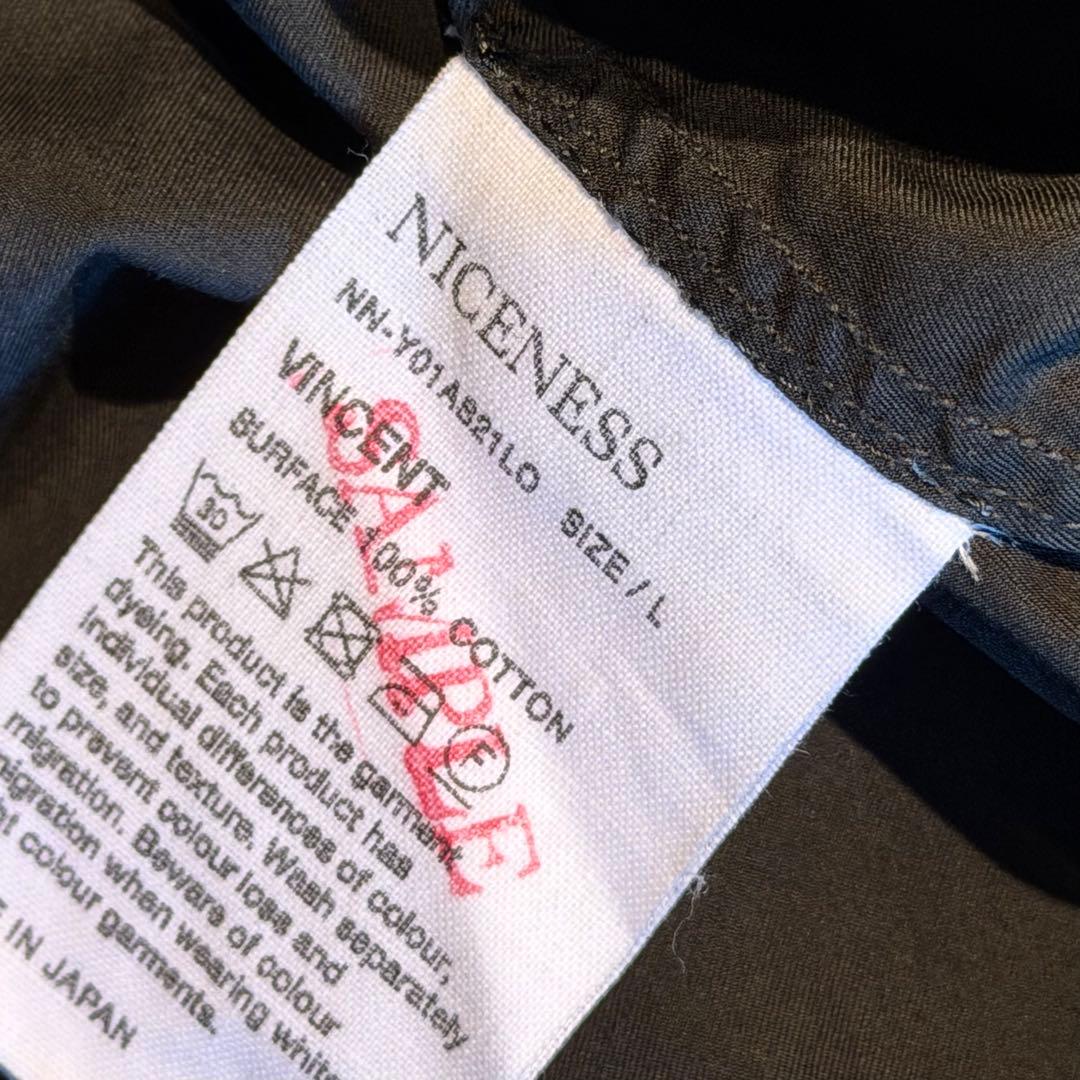 NICENESS
NN-Y01AB21LO SIZE / L
VINCENT
SURFACE 100% COTTON
SAMPLE
30
F
This product is the garment
dyeing. Each product has
individual differences of colour,
size, and texture. Wash separately
to prevent colour loss and
migration. Beware of colour
migration when wearing white
colour garments.
IN JAPAN